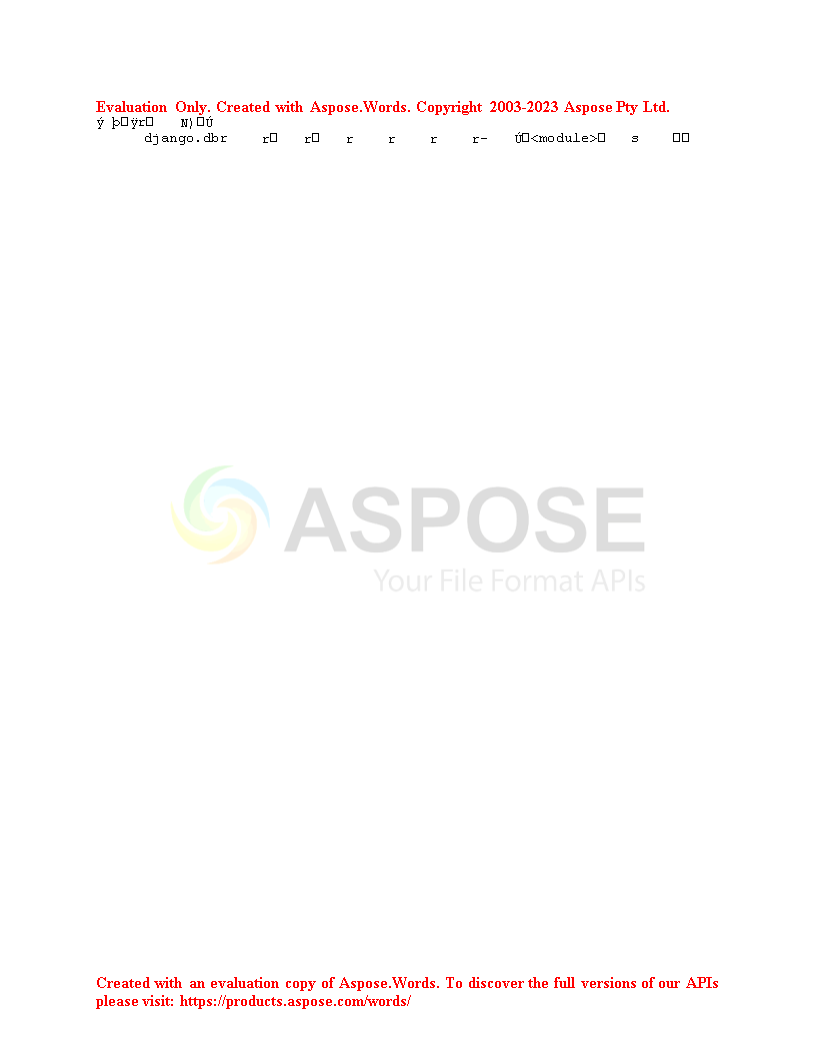 Evaluation Only. Created with Aspose.Words. Copyright 2003-2023 Aspose Pty Ltd.
ý þ□ÿr□ N)□Ú
django.dbr r□ r□ r r r r- Ú□<module>□ s □□
ASPOSE
Your File Format APIs
Created with an evaluation copy of Aspose.Words. To discover the full versions of our APIs
please visit: https://products.aspose.com/words/